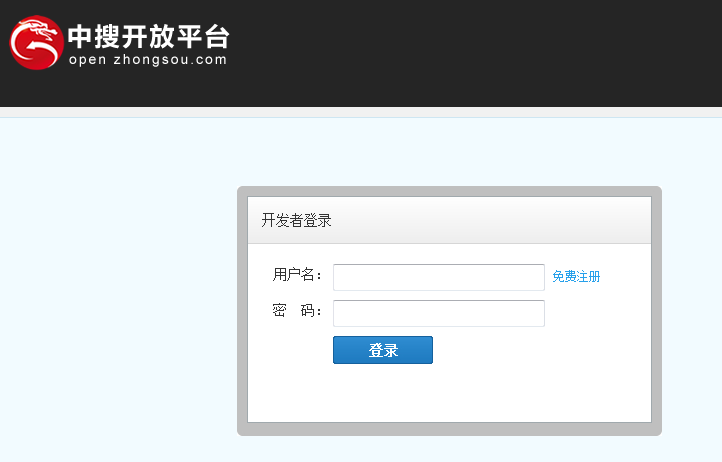 中搜开放平台
open zhongsou.com
开发者登录
用户名： 免费注册
密　码：
登录